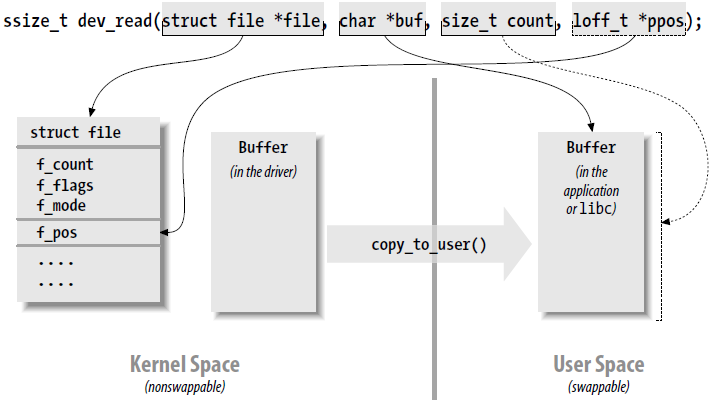 ssize_t dev_read(struct file *file, char *buf, size_t count, loff_t *ppos);
struct file
f_count
f_flags
f_mode
f_pos
....
....
Buffer
(in the driver)
copy_to_user()
Buffer
(in the
application
or libc)
Kernel Space
(nonswappable)
User Space
(swappable)